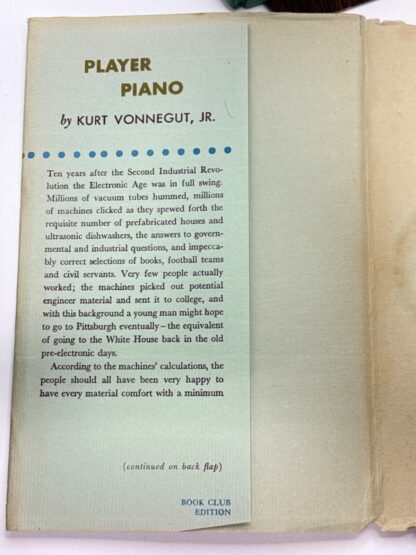 PLAYER
PIANO
by KURT VONNEGUT, JR.
Ten years after the Second Industrial Revo-
lution the Electronic Age was in full swing.
Millions of vacuum tubes hummed, millions
of machines clicked as they spewed forth the
requisite number of prefabricated houses and
ultrasonic dishwashers, the answers to govern-
mental and industrial questions, and impecca-
bly correct selections of books, football teams
and civil servants. Very few people actually
worked; the machines picked out potential
engineer material and sent it to college, and
with this background a young man might hope
to go to Pittsburgh eventually—the equivalent
of going to the White House back in the old
pre-electronic days.
According to the machines' calculations, the
people should all have been very happy to
have every material comfort with a minimum
(continued on back flap)
BOOK CLUB
EDITION